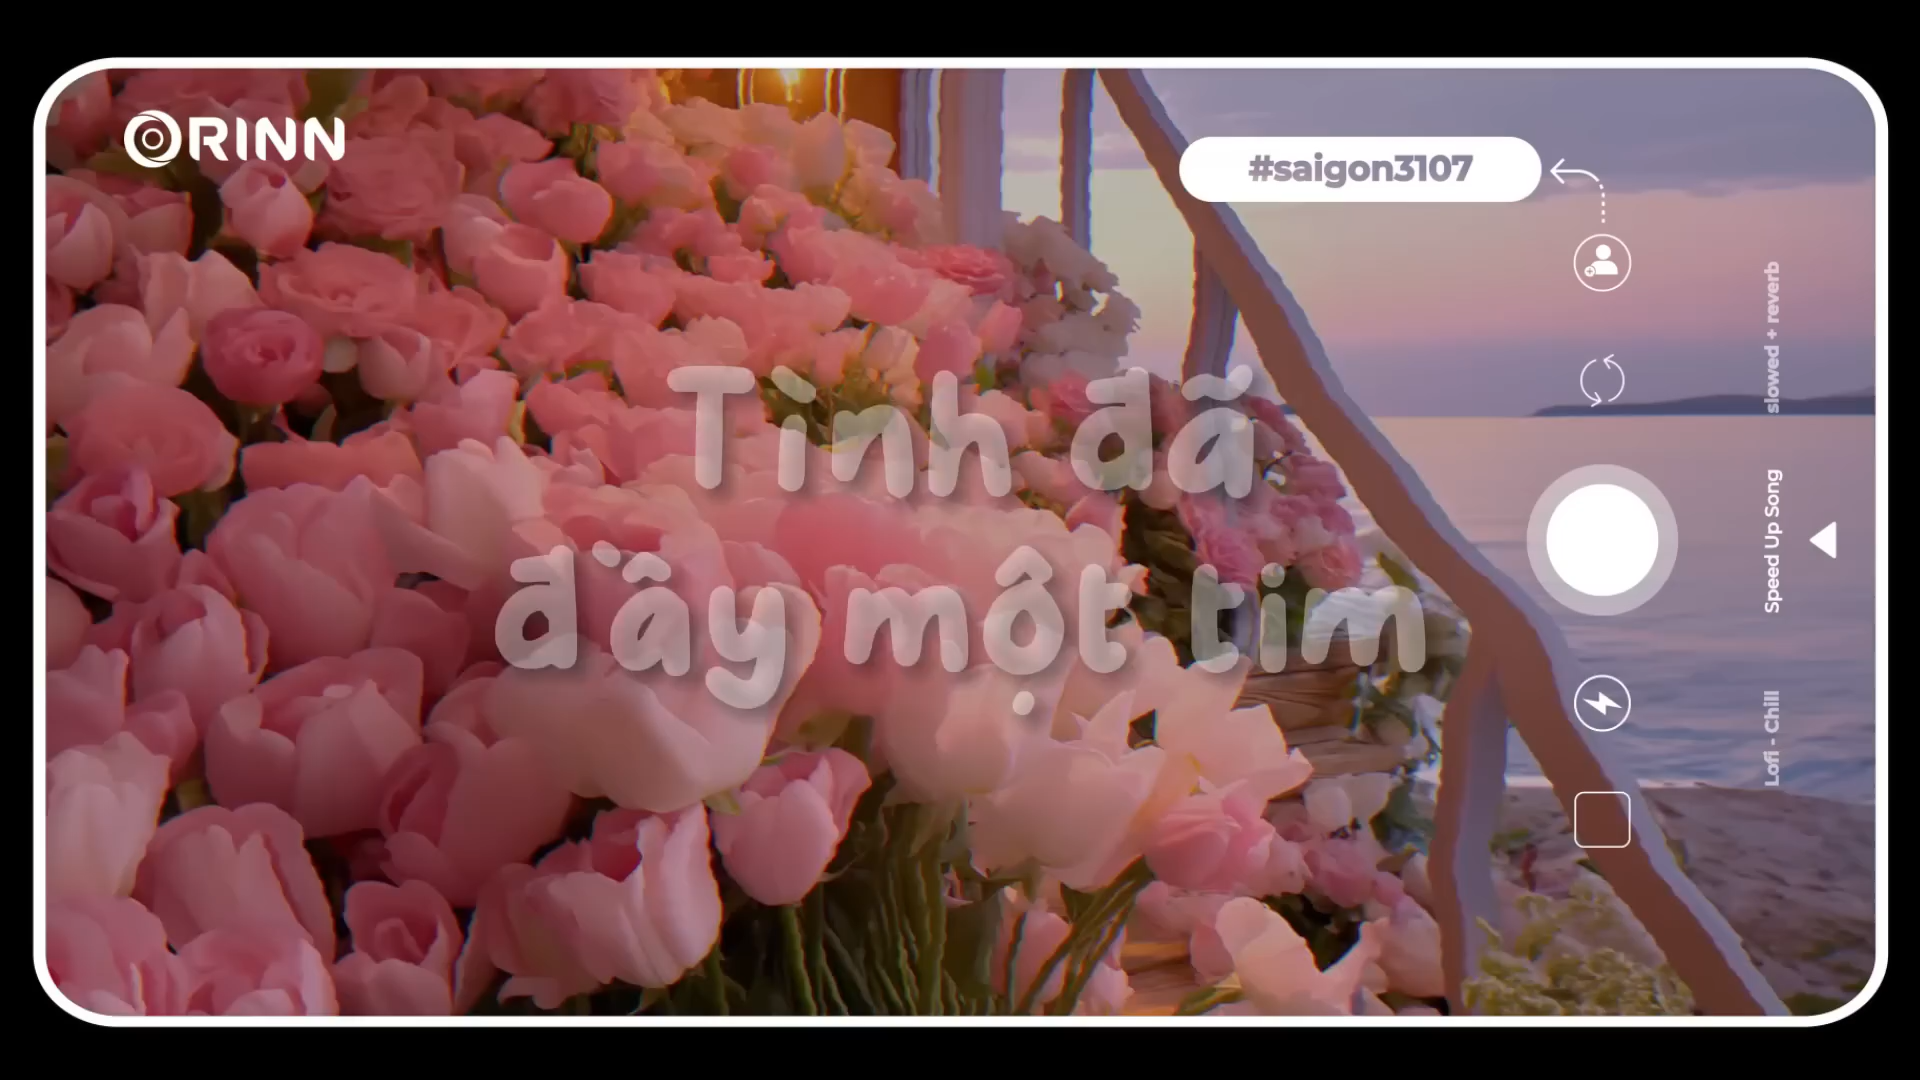 ORINN
#saigon3107
slowed + reverb
Tình đã
đầy một tim
Speed Up Song
Lofi - Chill